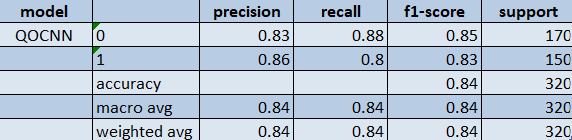 model precision recall f1-score support
QOCNN 0 0.83 0.88 0.85 170
1 0.86 0.8 0.83 150
accuracy 0.84 320
macro avg 0.84 0.84 0.84 320
weighted avg 0.84 0.84 0.84 320